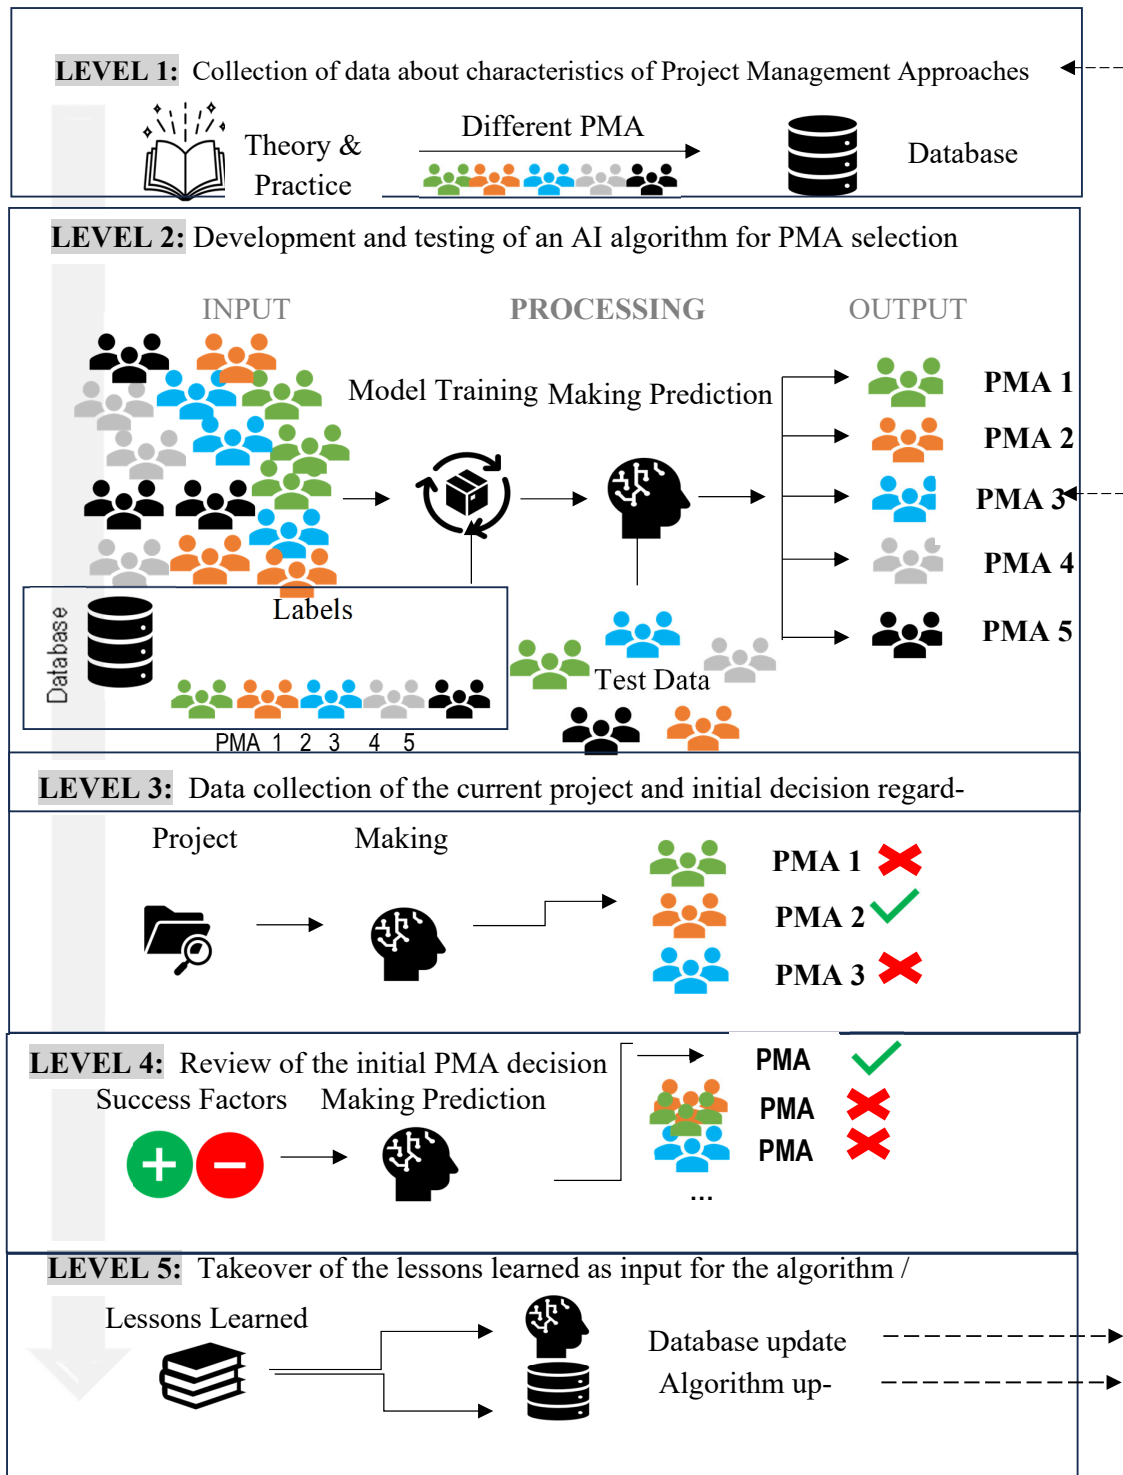 LEVEL 1: Collection of data about characteristics of Project Management Approaches
Theory &
Practice
Different PMA
Database
LEVEL 2: Development and testing of an AI algorithm for PMA selection
INPUT
PROCESSING
OUTPUT
Model Training
Making Prediction
PMA 1
PMA 2
PMA 3
PMA 4
PMA 5
Database
Labels
PMA 1 2 3 4 5
Test Data
LEVEL 3: Data collection of the current project and initial decision regard-
Project
Making
PMA 1
PMA 2
PMA 3
LEVEL 4: Review of the initial PMA decision
Success Factors
Making Prediction
PMA
PMA
PMA
...
LEVEL 5: Takeover of the lessons learned as input for the algorithm /
Lessons Learned
Database update
Algorithm up-